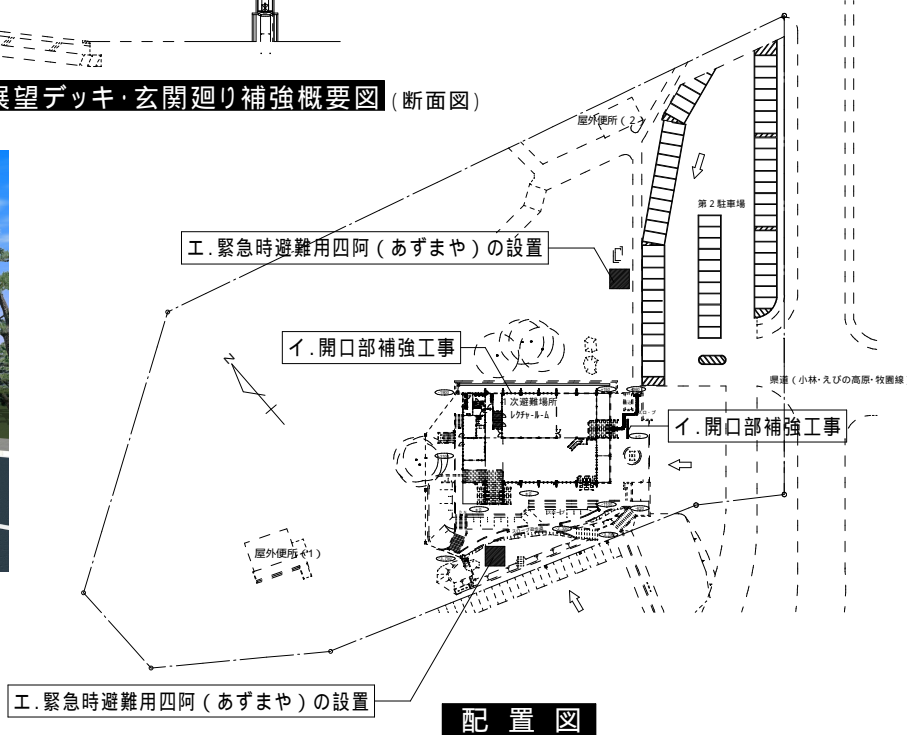 展望デッキ・玄関廻り補強概要図 (断面図)
屋外便所(2)
第2駐車場
エ.緊急時避難用四阿(あずまや)の設置
イ.開口部補強工事
N
県道(小林・えびの高原・牧園線
1次避難場所
レクチャールーム
イ.開口部補強工事
屋外便所(1)
エ.緊急時避難用四阿(あずまや)の設置
配置図